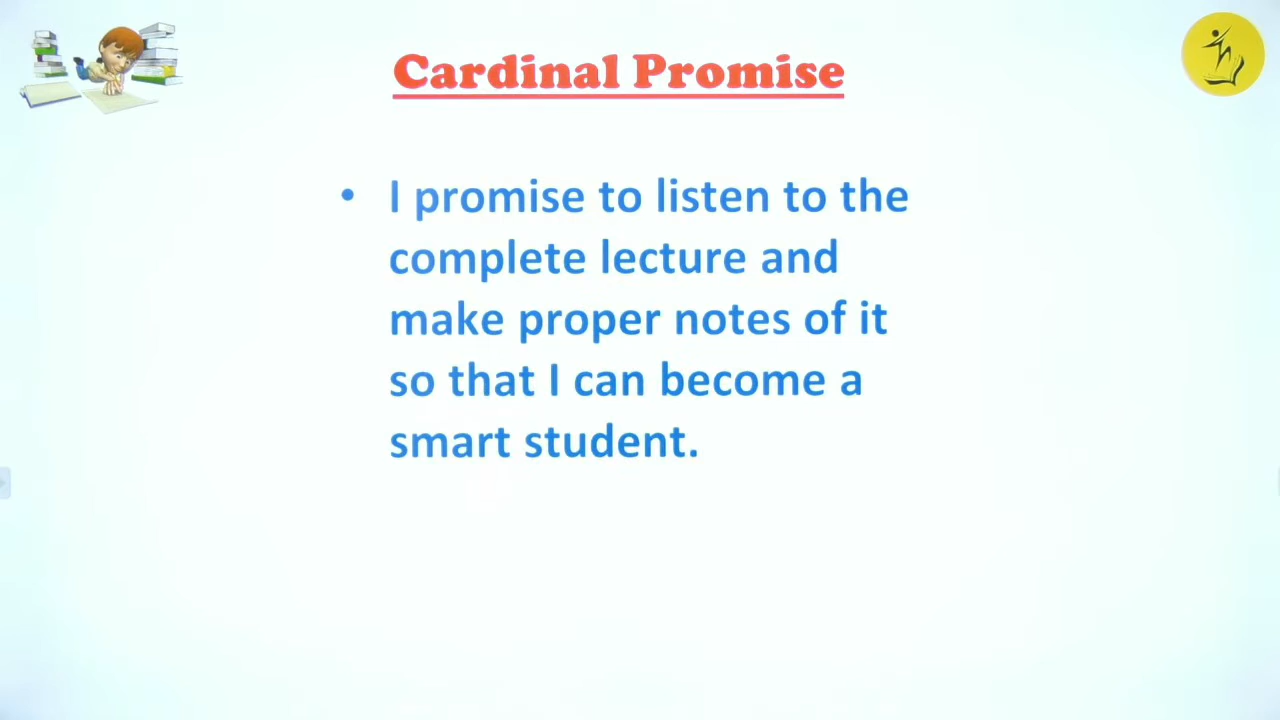 Cardinal Promise
• I promise to listen to the
complete lecture and
make proper notes of it
so that I can become a
smart student.